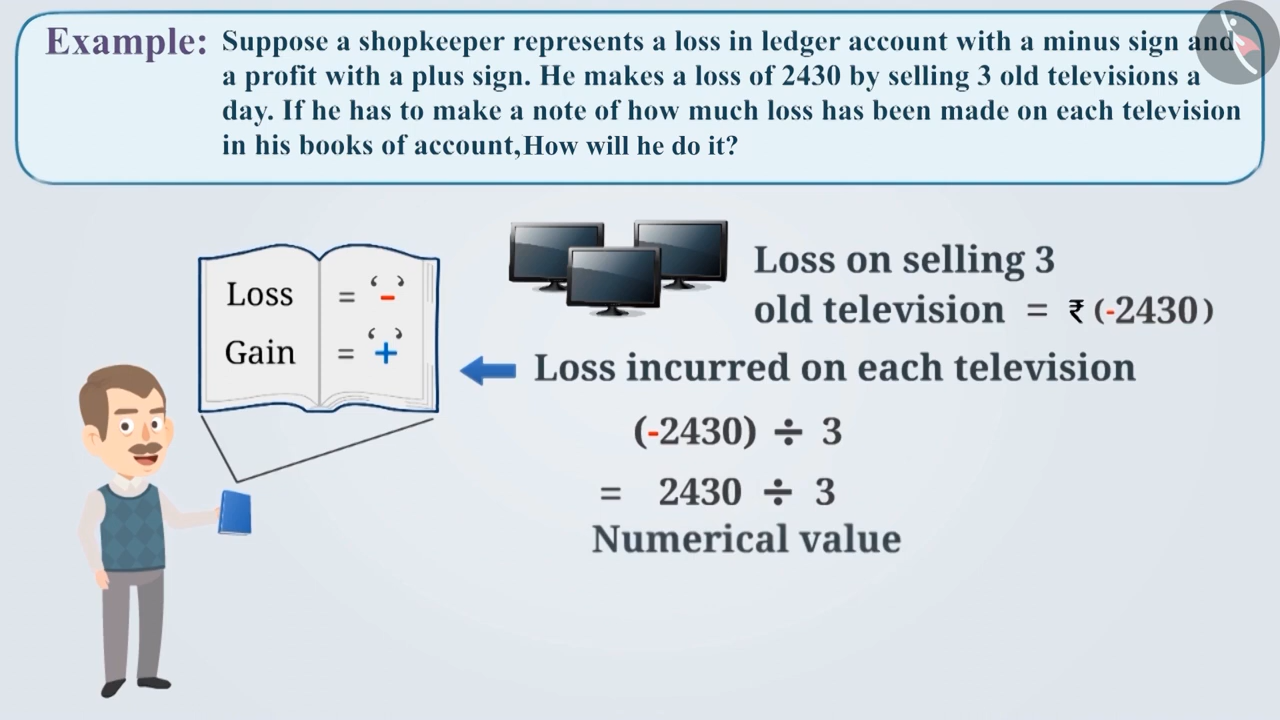 Example: Suppose a shopkeeper represents a loss in ledger account with a minus sign and
a profit with a plus sign. He makes a loss of 2430 by selling 3 old televisions a
day. If he has to make a note of how much loss has been made on each television
in his books of account,How will he do it?
Loss = ‘-’
Gain = ‘+’
Loss on selling 3
old television = ₹ (-2430)
Loss incurred on each television
(-2430) ÷ 3
= 2430 ÷ 3
Numerical value